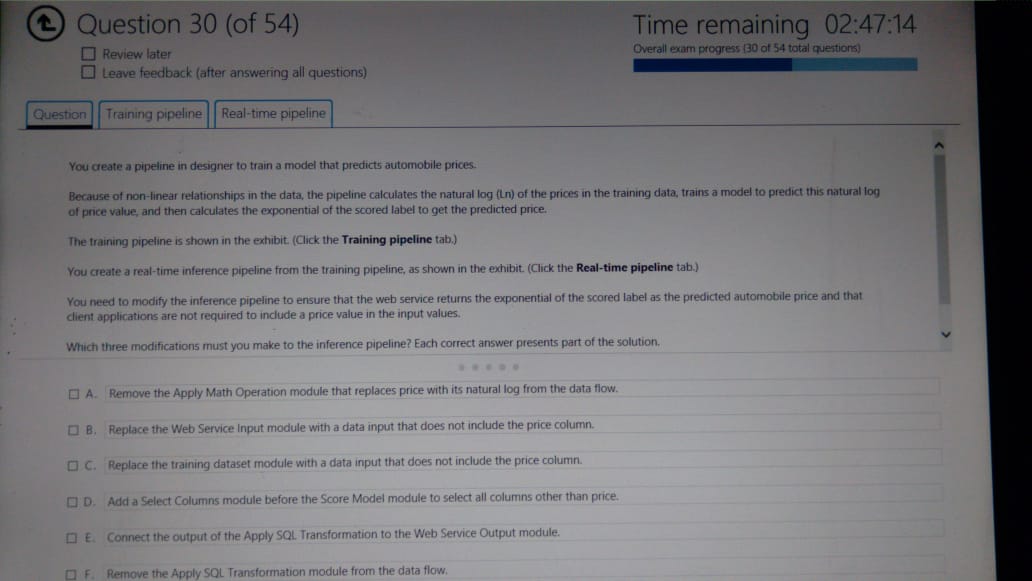 Question 30 (of 54)
Review later
Leave feedback (after answering all questions)
Time remaining 02:47:14
Overall exam progress (30 of 54 total questions)
Question Training pipeline Real-time pipeline
You create a pipeline in designer to train a model that predicts automobile prices.
Because of non-linear relationships in the data, the pipeline calculates the natural log (Ln) of the prices in the training data, trains a model to predict this natural log
of price value, and then calculates the exponential of the scored label to get the predicted price.
The training pipeline is shown in the exhibit. (Click the Training pipeline tab.)
You create a real-time inference pipeline from the training pipeline, as shown in the exhibit. (Click the Real-time pipeline tab.)
You need to modify the inference pipeline to ensure that the web service returns the exponential of the scored label as the predicted automobile price and that
client applications are not required to include a price value in the input values.
Which three modifications must you make to the inference pipeline? Each correct answer presents part of the solution.
A. Remove the Apply Math Operation module that replaces price with its natural log from the data flow.
B. Replace the Web Service Input module with a data input that does not include the price column.
C. Replace the training dataset module with a data input that does not include the price column.
D. Add a Select Columns module before the Score Model module to select all columns other than price.
E. Connect the output of the Apply SQL Transformation to the Web Service Output module.
F. Remove the Apply SQL Transformation module from the data flow.